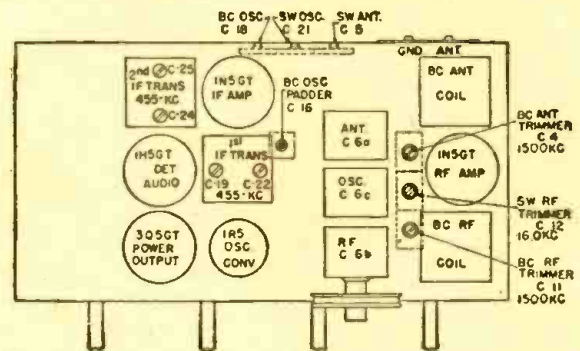 BC OSC. SW OSC. SW ANT.
C 18 C 21 C 5
GND ANT.
2nd C-25
IF TRANS
455-KC
C-24
IN5GT
IF AMP
BC OSC
PADDER
C 16
BC ANT
COIL
1H5GT
DET
AUDIO
1st
IF TRANS
C-19 C-22
455-KC
ANT.
C 6a
OSC.
C 6c
RF
C 6b
IN5GT
RF AMP
BC ANT
TRIMMER
C 4
1500KC
SW RF
TRIMMER
C 12
16.0KC
BC RF
TRIMMER
C 11
1500KC
3Q5GT
POWER
OUTPUT
1R5
OSC
CONV
BC RF
COIL